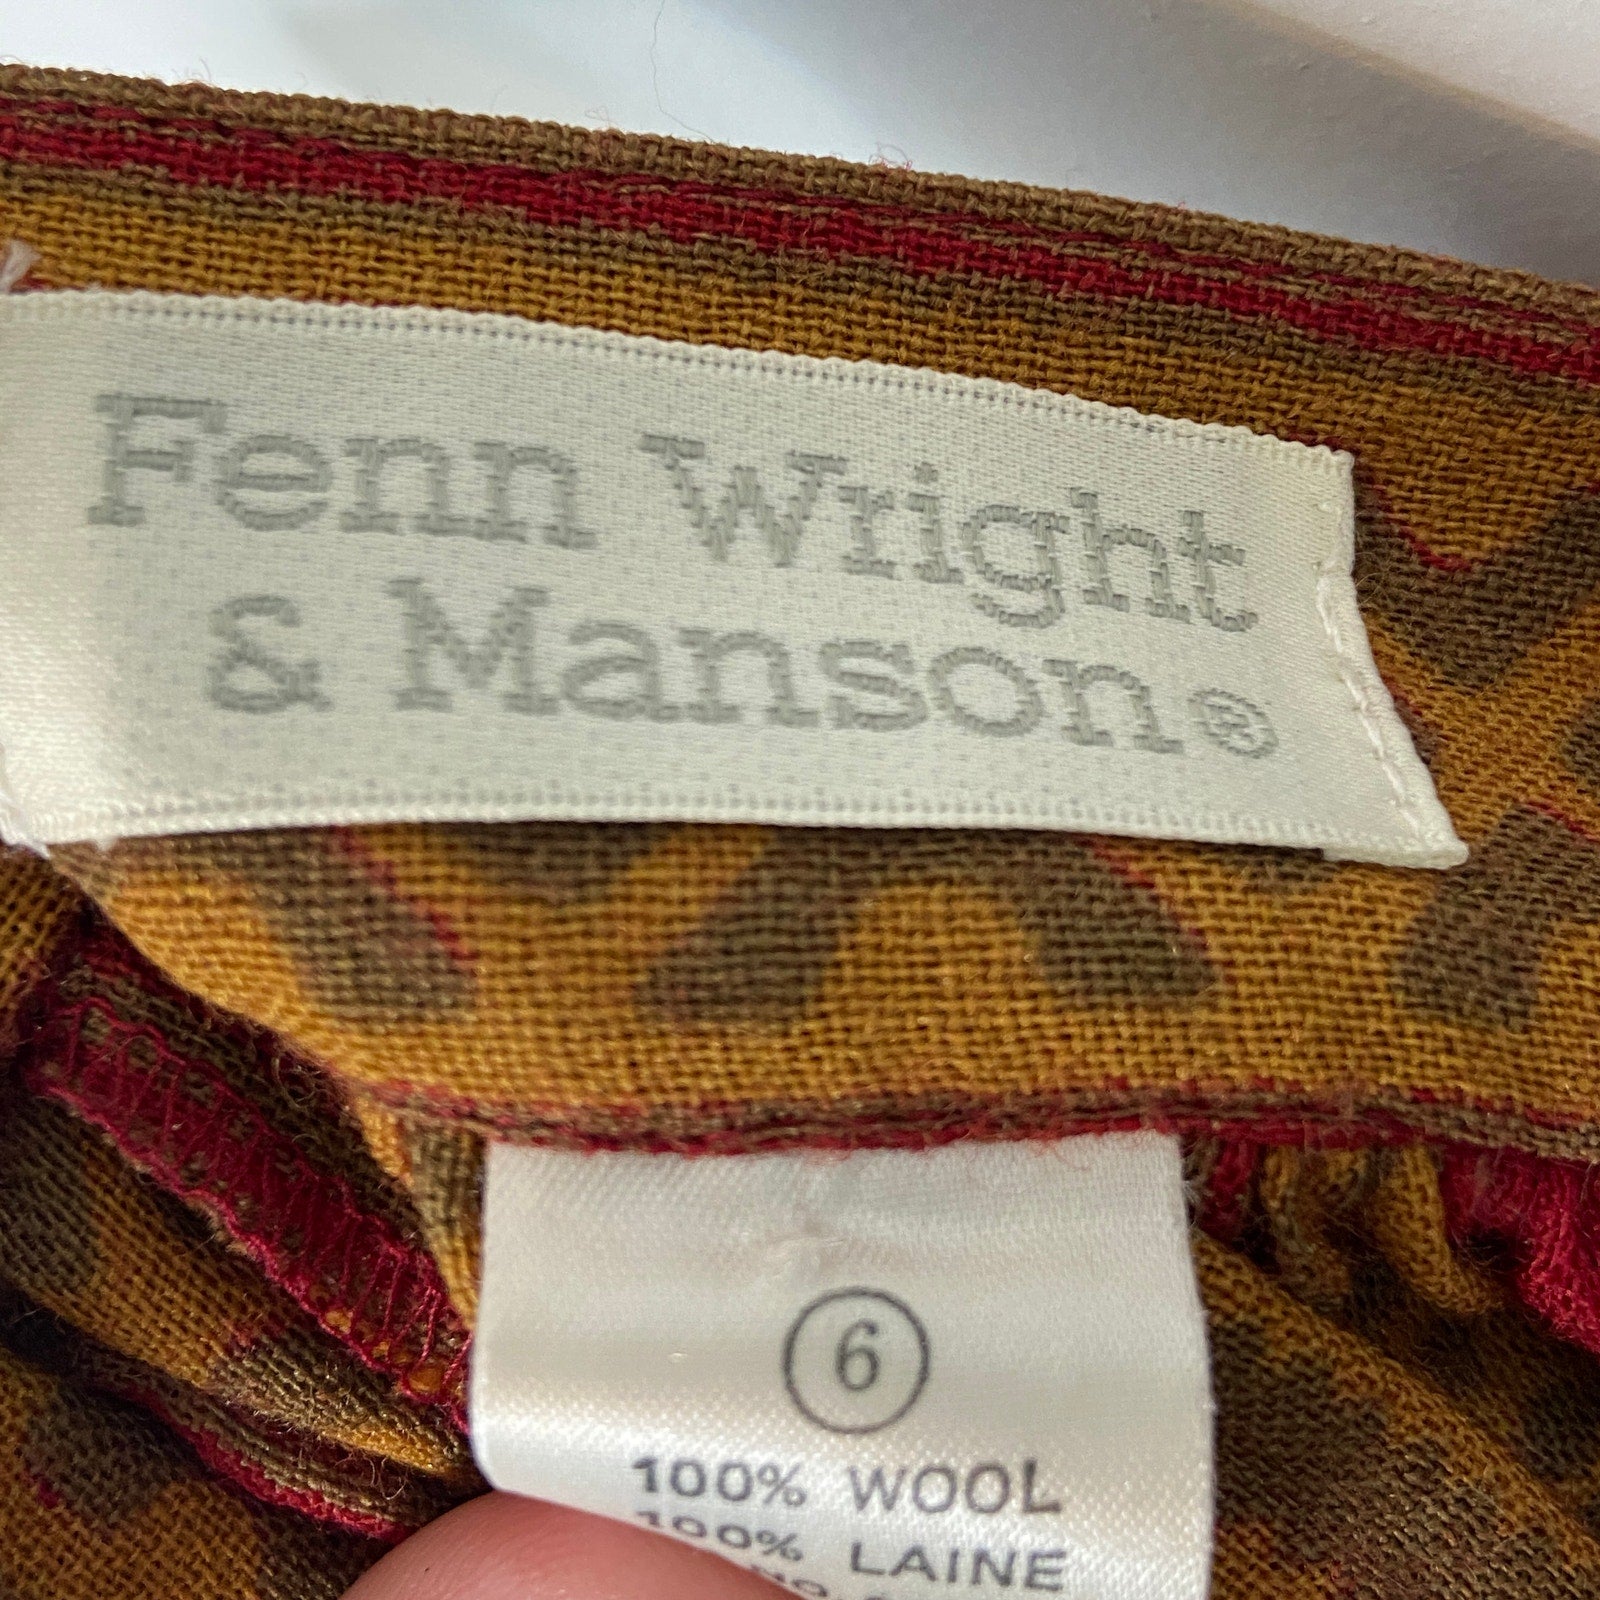 Fenn Wright
& Manson®
6
100% WOOL
100% LAINE